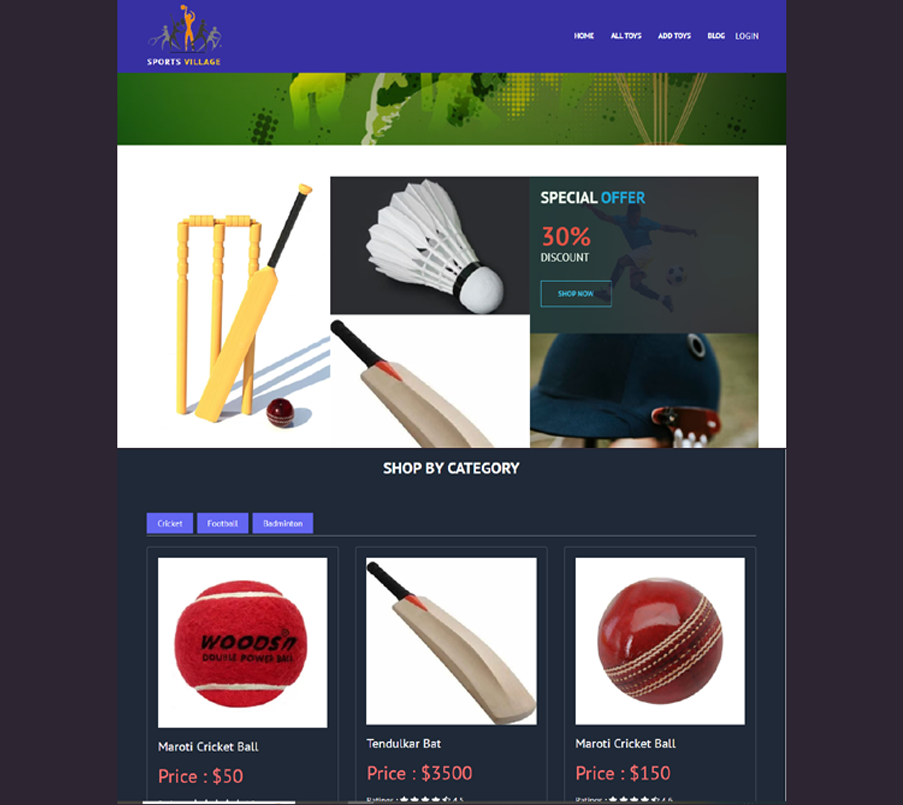 SPORTS VILLAGE
HOME ALL TOYS ADD TOYS BLOG LOGIN
SPECIAL OFFER
30%
DISCOUNT
SHOP NOW
SHOP BY CATEGORY
Cricket Football Badminton
WOODS
DOUBLE POWER BALL
Maroti Cricket Ball
Price : $50
Tendulkar Bat
Price : $3500
Ratings : 4.5
Maroti Cricket Ball
Price : $150
Ratings : 4.6